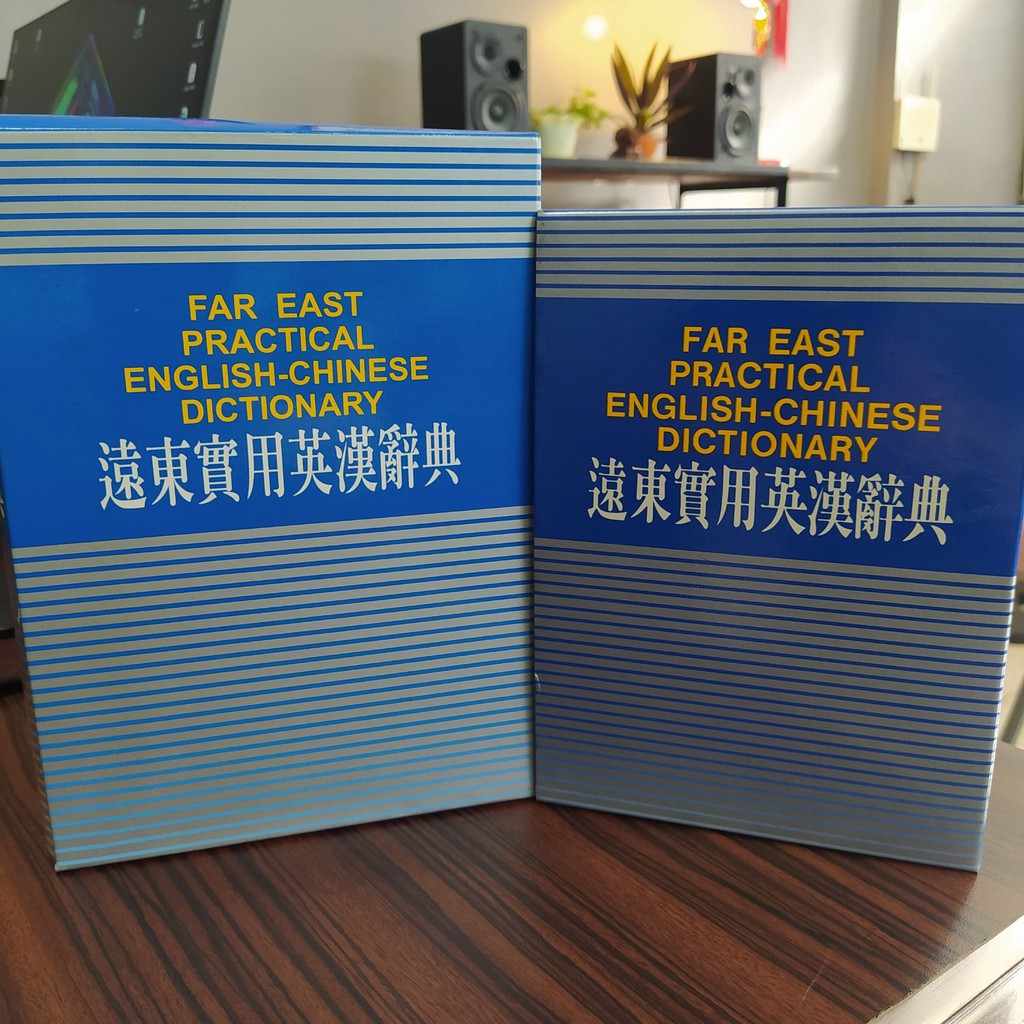 FAR EAST
PRACTICAL
ENGLISH-CHINESE
DICTIONARY
遠東實用英漢辭典
FAR EAST
PRACTICAL
ENGLISH-CHINESE
DICTIONARY
遠東實用英漢辭典